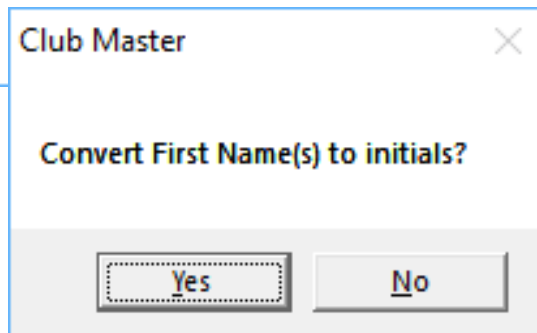 Club Master
Convert First Name(s) to initials?
Yes
No